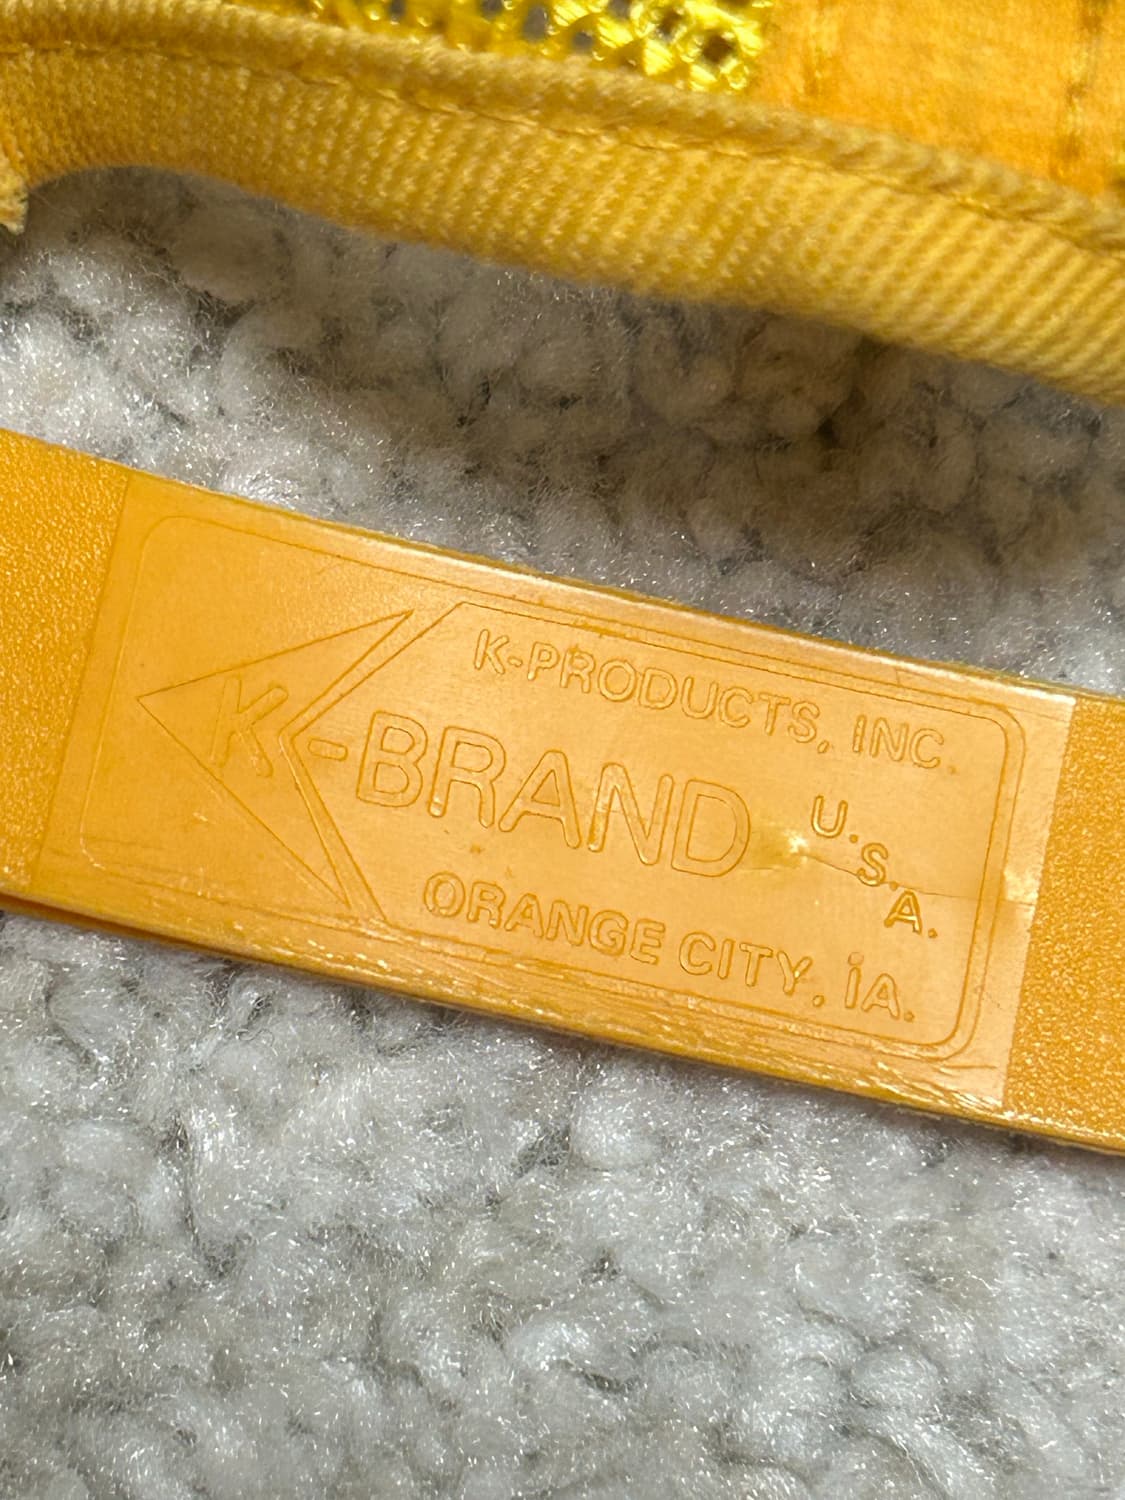 K-PRODUCTS, INC.
K-BRAND
U.S.A.
ORANGE CITY, IA.